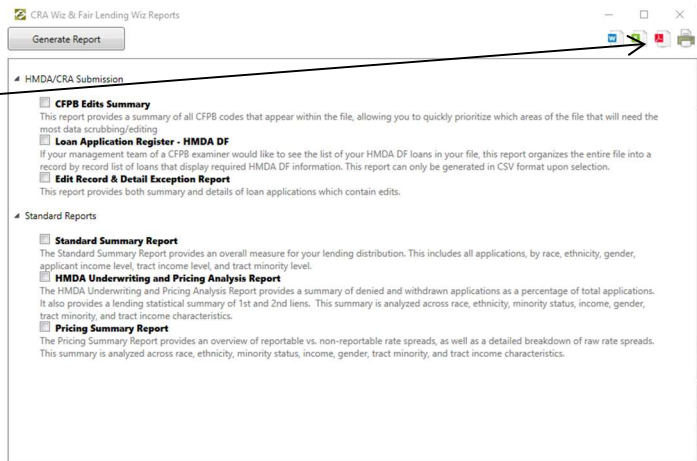 CRA Wiz & Fair Lending Wiz Reports
Generate Report
HMDA/CRA Submission
CFPB Edits Summary
This report provides a summary of all CFPB codes that appear within the file, allowing you to quickly prioritize which areas of the file that will need the
most data scrubbing/editing
Loan Application Register - HMDA DF
If your management team of a CFPB examiner would like to see the list of your HMDA DF loans in your file, this report organizes the entire file into a
record by record list of loans that display required HMDA DF information. This report can only be generated in CSV format upon selection.
Edit Record & Detail Exception Report
This report provides both summary and details of loan applications which contain edits.
Standard Reports
Standard Summary Report
The Standard Summary Report provides an overall measure for your lending distribution. This includes all applications, by race, ethnicity, gender,
applicant income level, tract income level, and tract minority level.
HMDA Underwriting and Pricing Analysis Report
The HMDA Underwriting and Pricing Analysis Report provides a summary of denied and withdrawn applications as a percentage of total applications.
It also provides a lending statistical summary of 1st and 2nd liens. This summary is analyzed across race, ethnicity, minority status, income, gender,
tract minority, and tract income characteristics.
Pricing Summary Report
The Pricing Summary Report provides an overview of reportable vs. non-reportable rate spreads, as well as a detailed breakdown of raw rate spreads.
This summary is analyzed across race, ethnicity, minority status, income, gender, tract minority, and tract income characteristics.